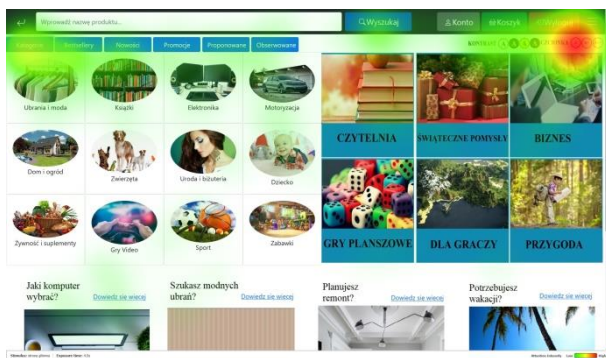 Wprowadź nazwę produktu...
Wyszukaj
Konto
Koszyk
Kategorie
Bestsellery
Nowości
Promocje
Proponowane
Obserwowane
KONTRAST A A A A
Ubrania i moda
Książki
Elektronika
Motoryzacja
CZYTELNIA
ŚWIĄTECZNE POMYSŁY
BIZNES
Dom i ogród
Zwierzęta
Uroda i biżuteria
Dziecko
Żywność i suplementy
Gry Video
Sport
Zabawki
GRY PLANSZOWE
DLA GRACZY
PRZYGODA
Jaki komputer
wybrać?
Dowiedz się więcej
Szukasz modnych
ubrań?
Dowiedz się więcej
Planujesz
remont?
Dowiedz się więcej
Potrzebujesz
wakacji?
Dowiedz się więcej